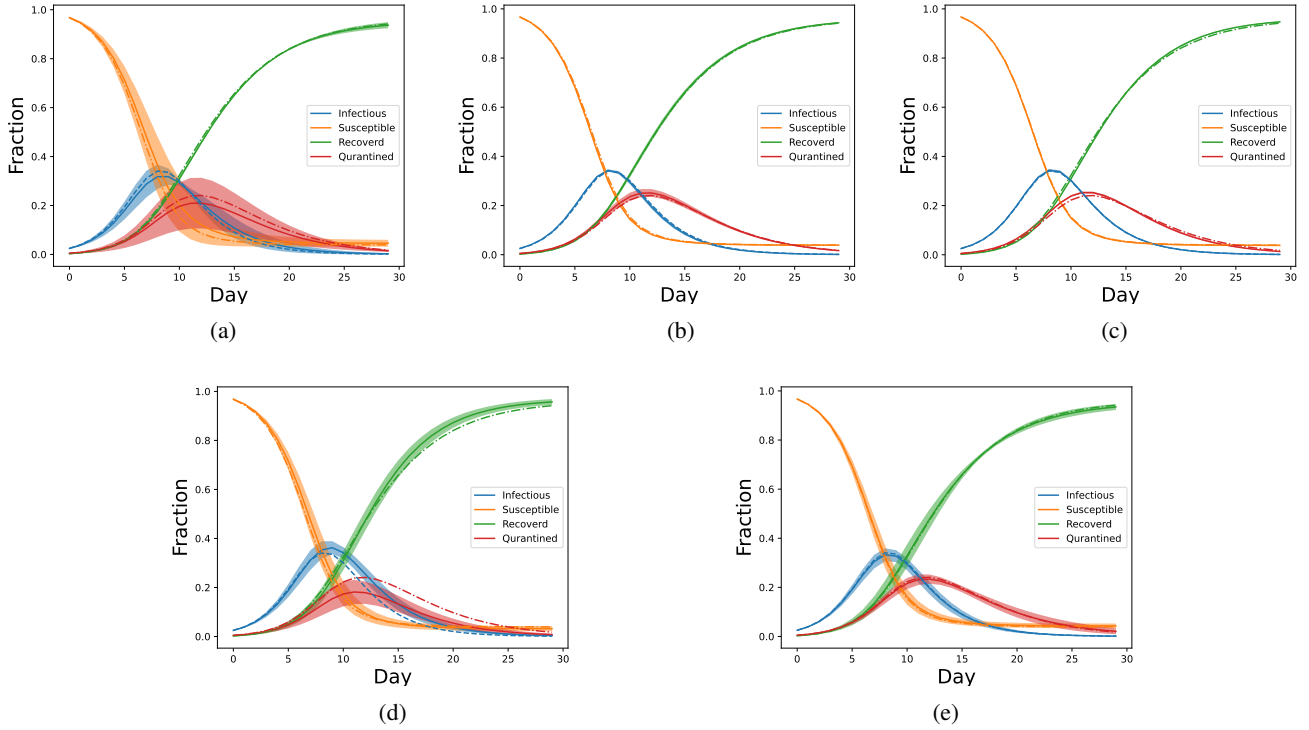 1.0
0.8
0.6
0.4
0.2
0.0
Fraction
Infectious
Susceptible
Recoverd
Qurantined
0 5 10 15 20 25 30
Day
(a)
1.0
0.8
0.6
0.4
0.2
0.0
Fraction
Infectious
Susceptible
Recoverd
Qurantined
0 5 10 15 20 25 30
Day
(b)
1.0
0.8
0.6
0.4
0.2
0.0
Fraction
Infectious
Susceptible
Recoverd
Qurantined
0 5 10 15 20 25 30
Day
(c)
1.0
0.8
0.6
0.4
0.2
0.0
Fraction
Infectious
Susceptible
Recoverd
Qurantined
0 5 10 15 20 25 30
Day
(d)
1.0
0.8
0.6
0.4
0.2
0.0
Fraction
Infectious
Susceptible
Recoverd
Qurantined
0 5 10 15 20 25 30
Day
(e)